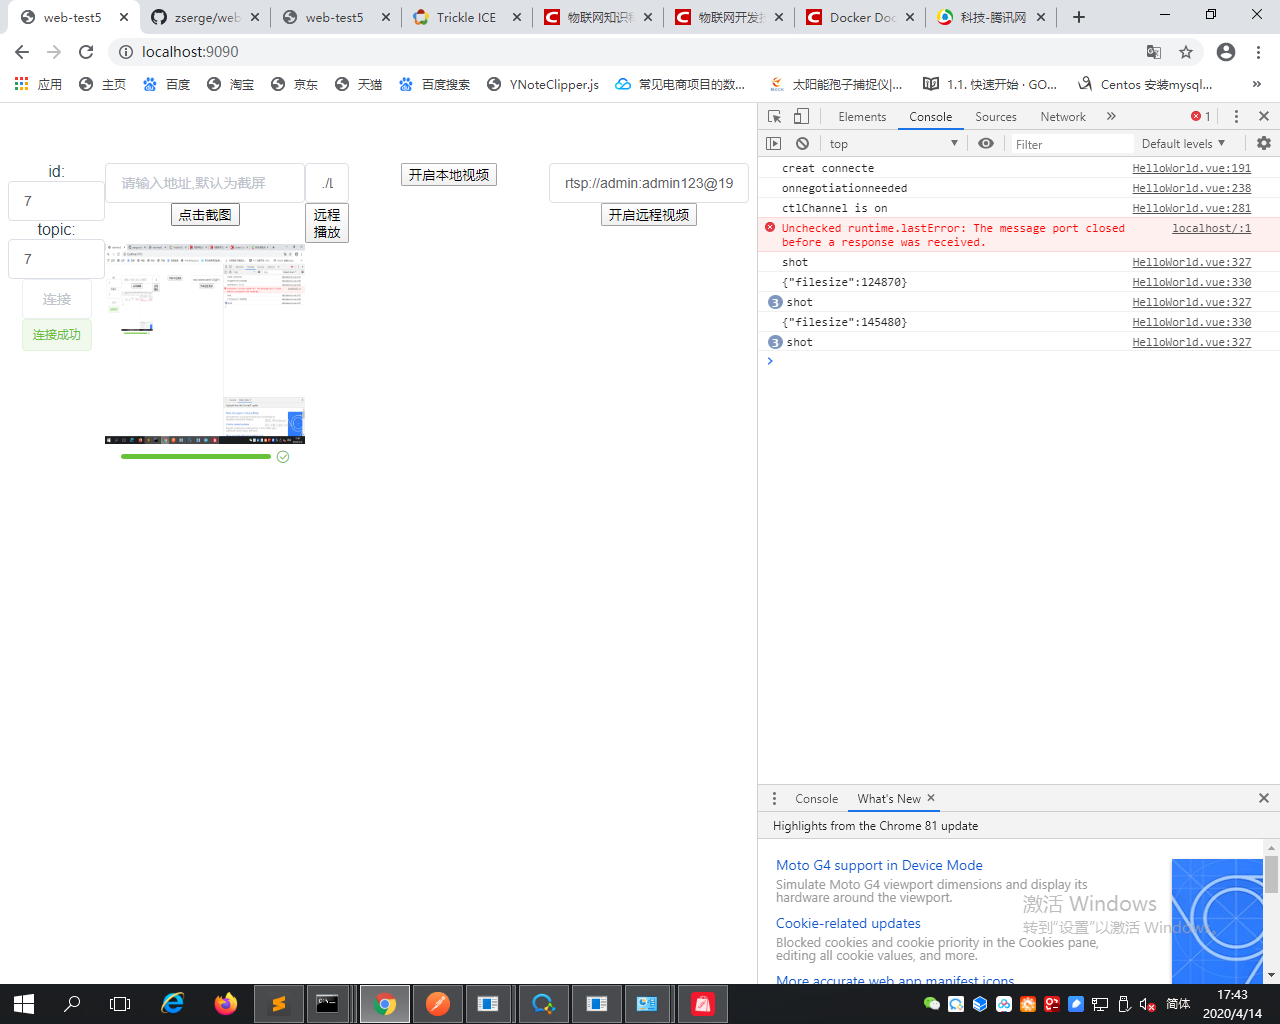 web-test5
zserge/web
web-test5
Trickle ICE
物联网知识
物联网开发技
Docker Doc
科技-腾讯网
localhost:9090
应用
主页
百度
淘宝
京东
天猫
百度搜索
YNoteClipper.js
常见电商项目的数...
太阳能孢子捕捉仪|...
1.1. 快速开始 · GO...
Centos 安装mysql...
»
id:
7
topic:
7
连接
连接成功
请输入地址,默认为截屏
点击截图
./l
远程
播放
开启本地视频
rtsp://admin:admin123@19
开启远程视频
Elements
Console
Sources
Network
»
1
top
Filter
Default levels
creat connecte HelloWorld.vue:191
onnegotiationneeded HelloWorld.vue:238
ctlChannel is on HelloWorld.vue:281
Unchecked runtime.lastError: The message port closed localhost/:1
before a response was received.
shot HelloWorld.vue:327
{"filesize":124870} HelloWorld.vue:330
3 shot HelloWorld.vue:327
{"filesize":145480} HelloWorld.vue:330
3 shot HelloWorld.vue:327
Console
What's New
Highlights from the Chrome 81 update
Moto G4 support in Device Mode
Simulate Moto G4 viewport dimensions and display its
hardware around the viewport.
Cookie-related updates
Blocked cookies and cookie priority in the Cookies pane,
editing all cookie values, and more.
More accurate web app manifest icons
激活 Windows
转到"设置"以激活 Windows。
简体
17:43
2020/4/14